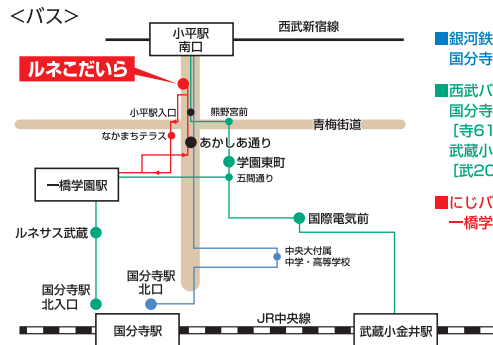 ＜バス＞
小平駅
南口
西武新宿線
ルネこだいら
小平駅入口
熊野宮前
青梅街道
なかまちテラス
あかしあ通り
学園東町
一橋学園駅
五間通り
国際電気前
ルネサス武蔵
中央大付属
中学・高等学校
国分寺駅
北入口
国分寺駅
北口
JR中央線
国分寺駅
武蔵小金井駅
■銀河鉄
国分寺
■西武バ
国分寺
［寺61
武蔵小
［武20
■にじバ
一橋学